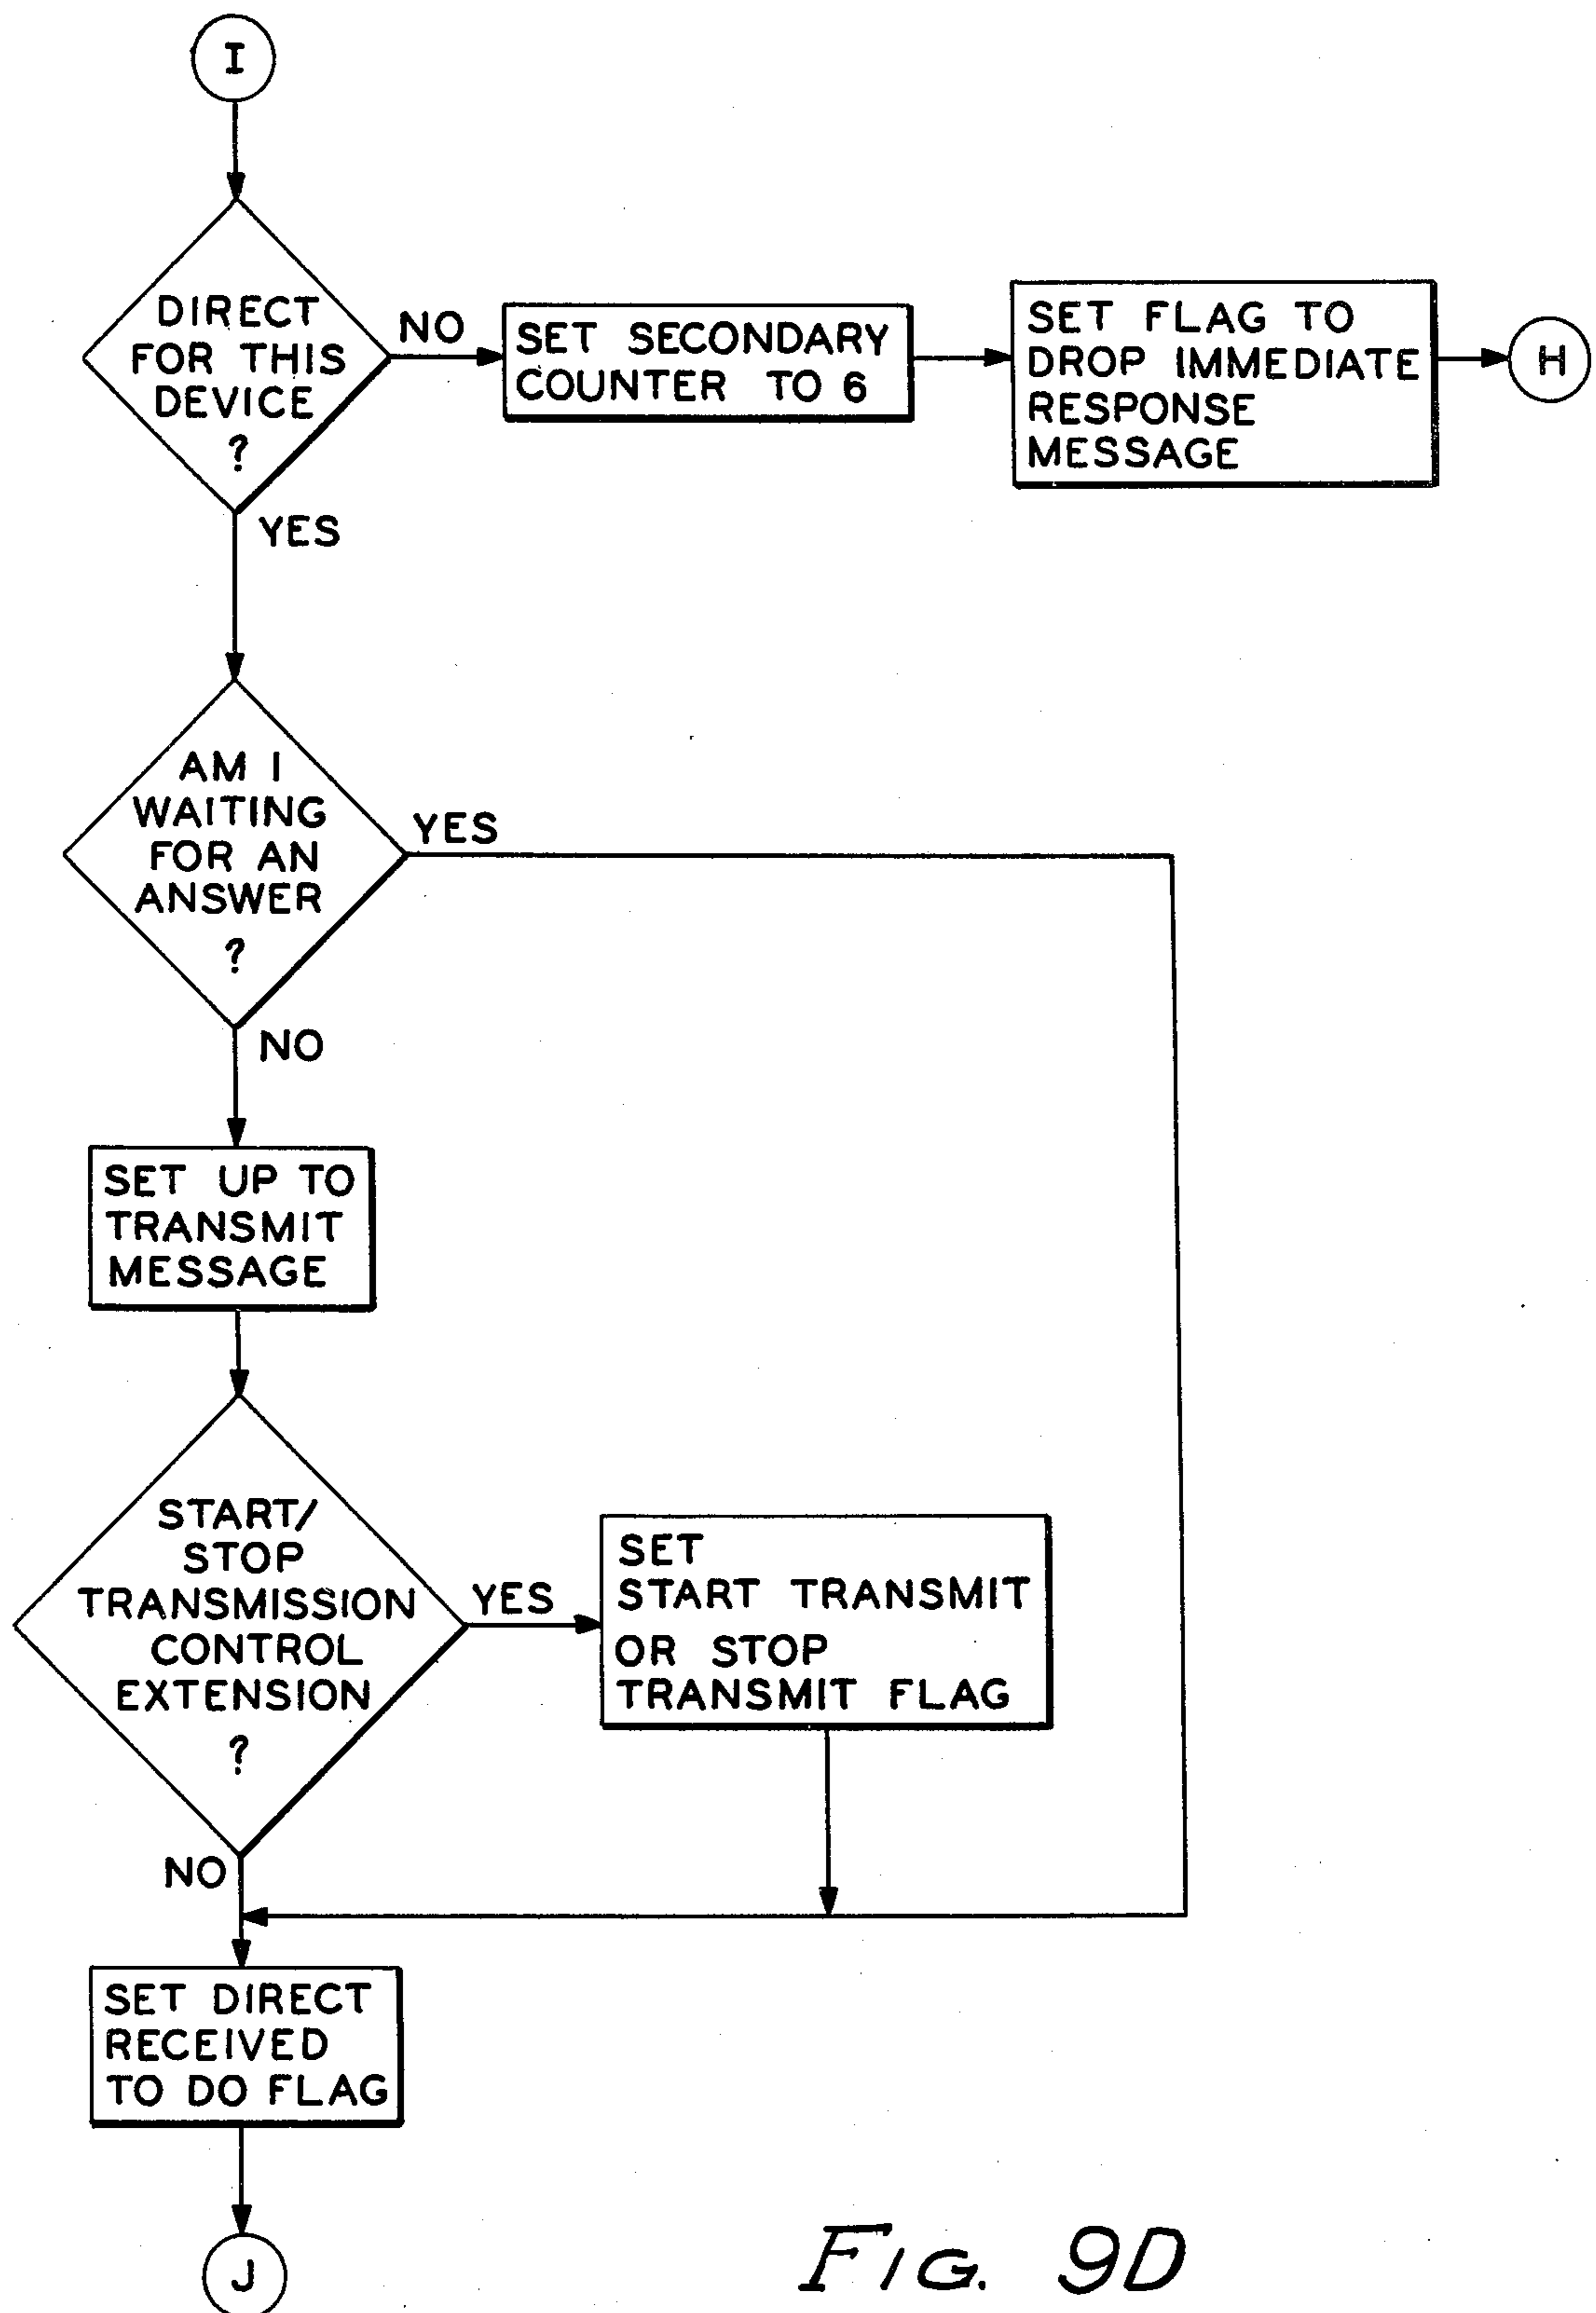 I
DIRECT
FOR THIS
DEVICE
?
NO
SET SECONDARY
COUNTER TO 6
SET FLAG TO
DROP IMMEDIATE
RESPONSE
MESSAGE
H
YES
AM I
WAITING
FOR AN
ANSWER
?
YES
NO
SET UP TO
TRANSMIT
MESSAGE
START/
STOP
TRANSMISSION
CONTROL
EXTENSION
?
YES
SET
START TRANSMIT
OR STOP
TRANSMIT FLAG
NO
SET DIRECT
RECEIVED
TO DO FLAG
J
FIG. 9D